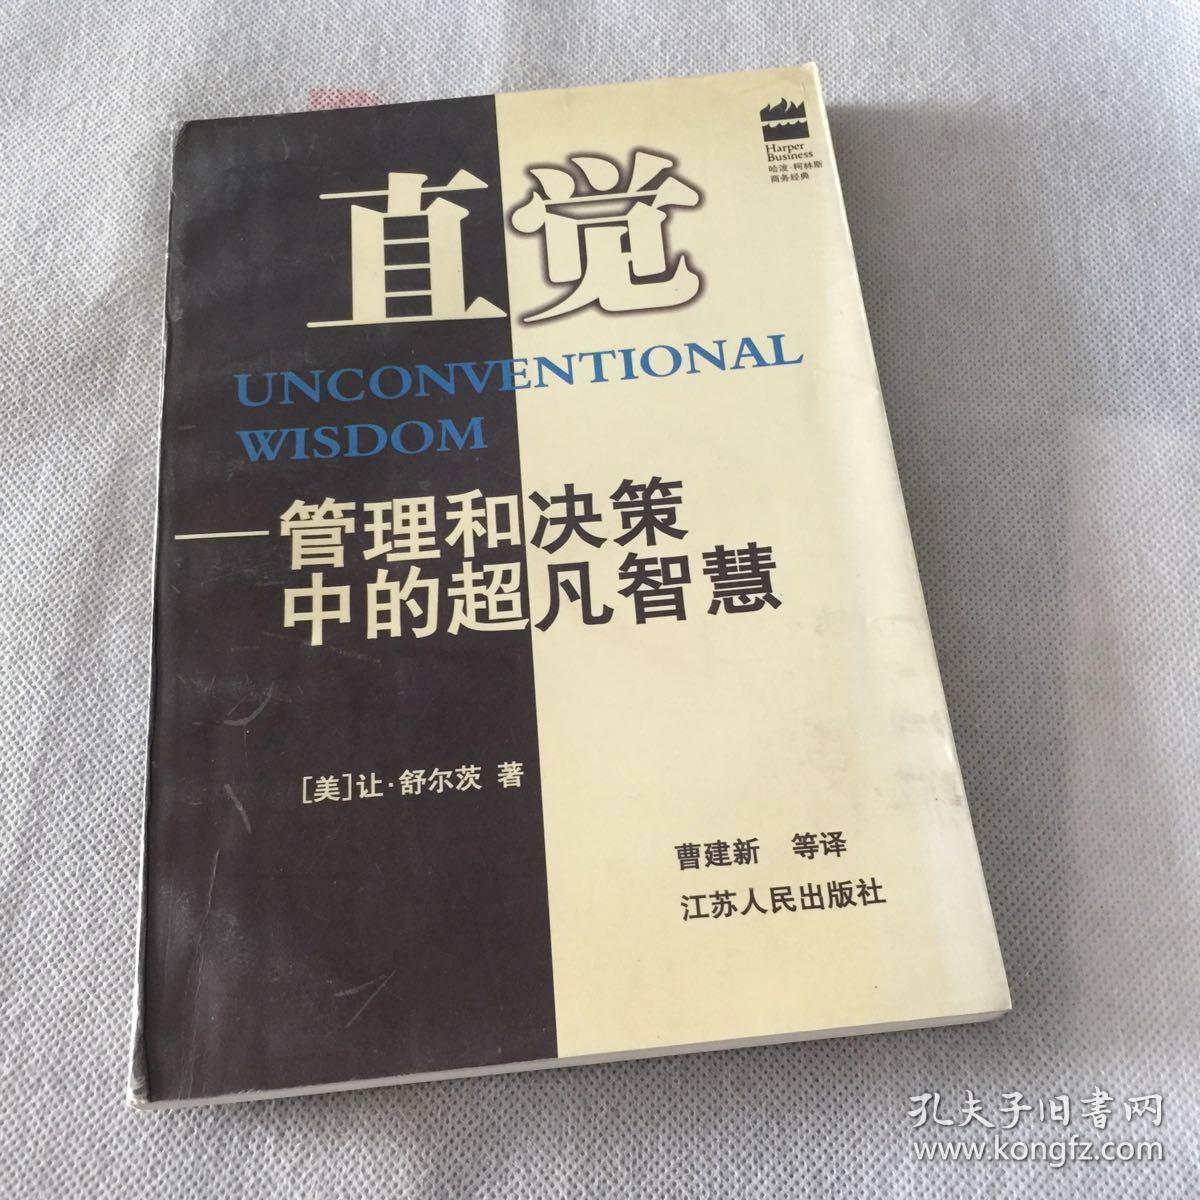 Harper
Business
哈泼·柯林斯
商务经典
直觉
UNCONVENTIONAL
WISDOM
—管理和决策
中的超凡智慧
[美]让·舒尔茨 著
曹建新 等译
江苏人民出版社
孔夫子旧书网
www.kongfz.com